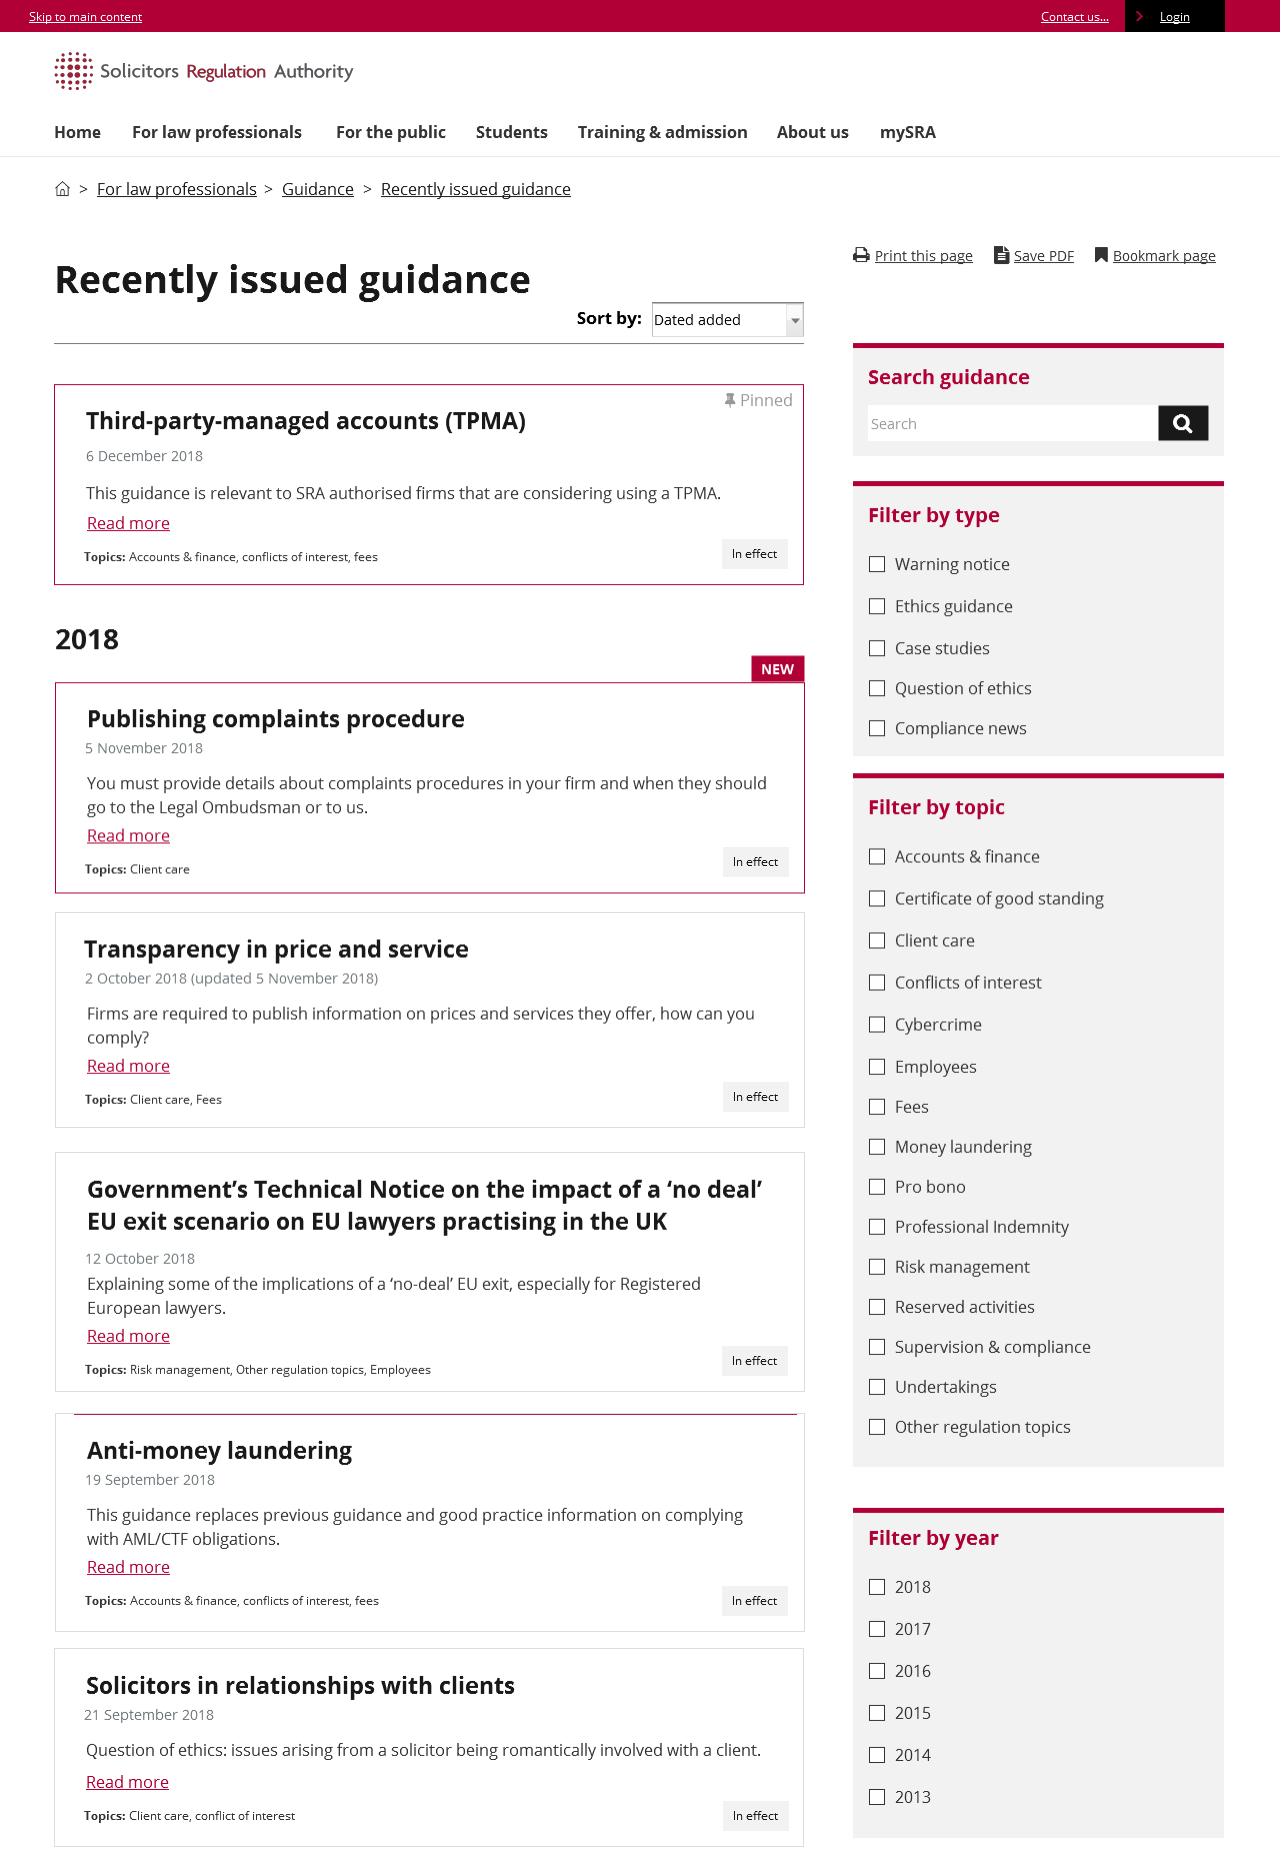 Skip to main content
Contact us...
Login
Solicitors Regulation Authority
Home
For law professionals
For the public
Students
Training & admission
About us
mySRA
> For law professionals > Guidance > Recently issued guidance
Print this page
Save PDF
Bookmark page
Recently issued guidance
Sort by:
Dated added
Pinned
Third-party-managed accounts (TPMA)
6 December 2018
This guidance is relevant to SRA authorised firms that are considering using a TPMA.
Read more
Topics: Accounts & finance, conflicts of interest, fees
In effect
2018
NEW
Publishing complaints procedure
5 November 2018
You must provide details about complaints procedures in your firm and when they should
go to the Legal Ombudsman or to us.
Read more
Topics: Client care
In effect
Transparency in price and service
2 October 2018 (updated 5 November 2018)
Firms are required to publish information on prices and services they offer, how can you
comply?
Read more
Topics: Client care, Fees
In effect
Government’s Technical Notice on the impact of a ‘no deal’
EU exit scenario on EU lawyers practising in the UK
12 October 2018
Explaining some of the implications of a ‘no-deal’ EU exit, especially for Registered
European lawyers.
Read more
Topics: Risk management, Other regulation topics, Employees
In effect
Anti-money laundering
19 September 2018
This guidance replaces previous guidance and good practice information on complying
with AML/CTF obligations.
Read more
Topics: Accounts & finance, conflicts of interest, fees
In effect
Solicitors in relationships with clients
21 September 2018
Question of ethics: issues arising from a solicitor being romantically involved with a client.
Read more
Topics: Client care, conflict of interest
In effect
Search guidance
Search
Filter by type
Warning notice
Ethics guidance
Case studies
Question of ethics
Compliance news
Filter by topic
Accounts & finance
Certificate of good standing
Client care
Conflicts of interest
Cybercrime
Employees
Fees
Money laundering
Pro bono
Professional Indemnity
Risk management
Reserved activities
Supervision & compliance
Undertakings
Other regulation topics
Filter by year
2018
2017
2016
2015
2014
2013